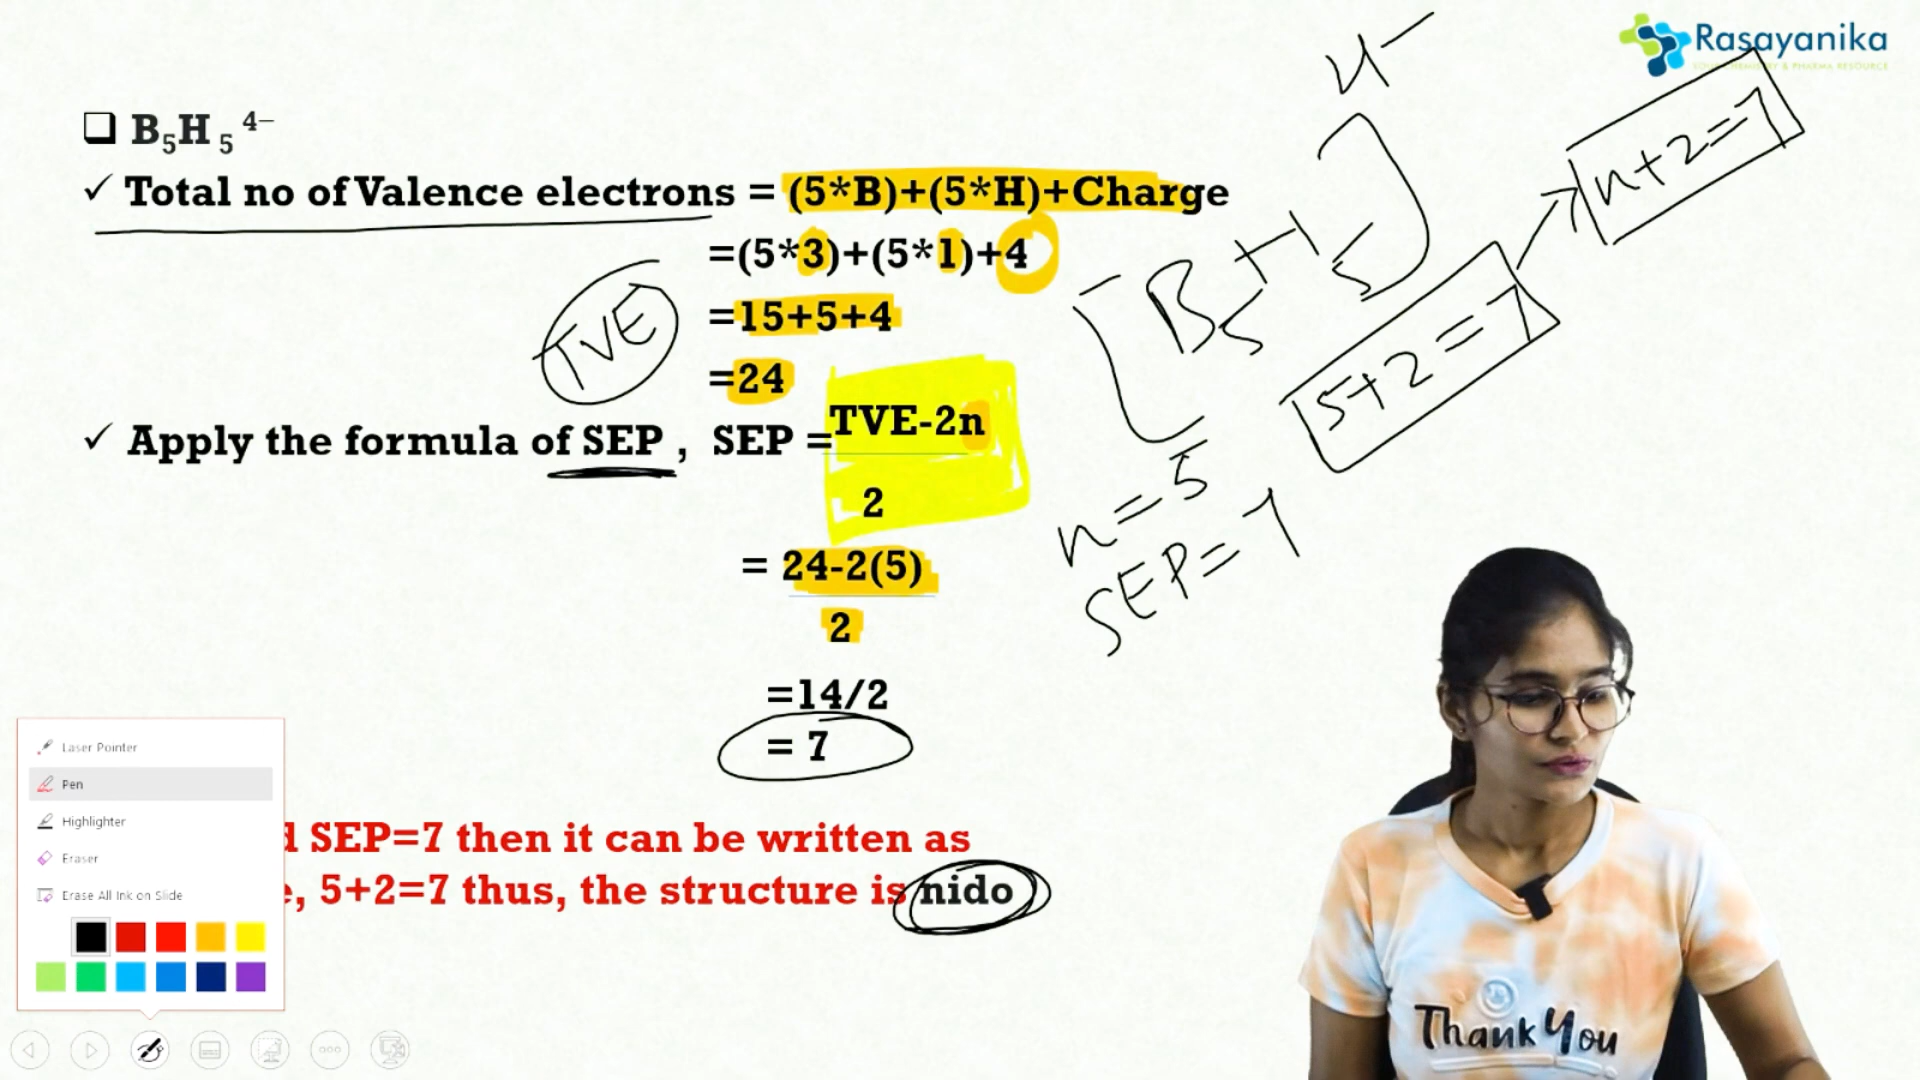 Rasayanika
B5H5 4–
Total no of Valence electrons = (5*B)+(5*H)+Charge
=(5*3)+(5*1)+4
=15+5+4
=24
TVE
Apply the formula of SEP , SEP = TVE-2n
2
= 24-2(5)
2
=14/2
= 7
SEP=7 then it can be written as
5+2=7 thus, the structure is nido
[B5H5] 4–
n=5
SEP=7
5+2=7
n+2=7
Laser Pointer
Pen
Highlighter
Eraser
Erase All Ink on Slide
Thank You